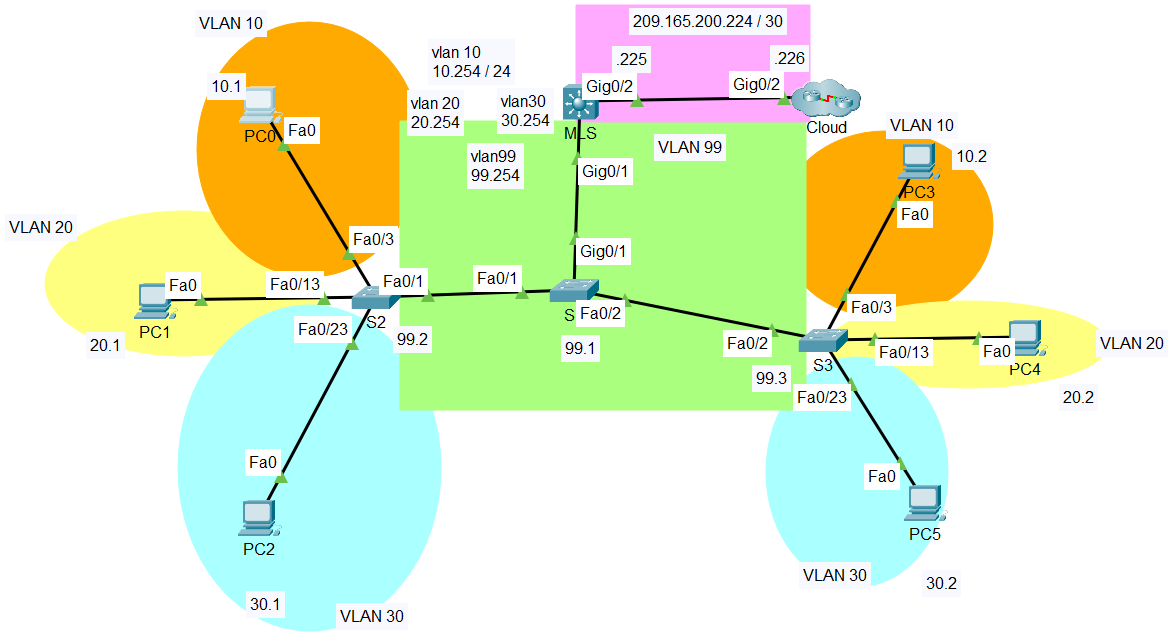 VLAN 10
209.165.200.224 / 30
vlan 10
10.254 / 24
.225
.226
10.1
Gig0/2
Gig0/2
vlan 20
20.254
vlan30
30.254
MLS
Cloud
PC0
Fa0
VLAN 99
VLAN 10
vlan99
99.254
Gig0/1
10.2
PC3
Fa0
VLAN 20
Fa0/3
Gig0/1
Fa0
Fa0/13
Fa0/1
Fa0/1
PC1
Fa0/23
S2
S
Fa0/2
Fa0/3
20.1
99.2
99.1
Fa0/2
S3
Fa0/13
Fa0
PC4
VLAN 20
99.3
Fa0/23
20.2
Fa0
Fa0
PC2
PC5
VLAN 30
30.2
30.1
VLAN 30